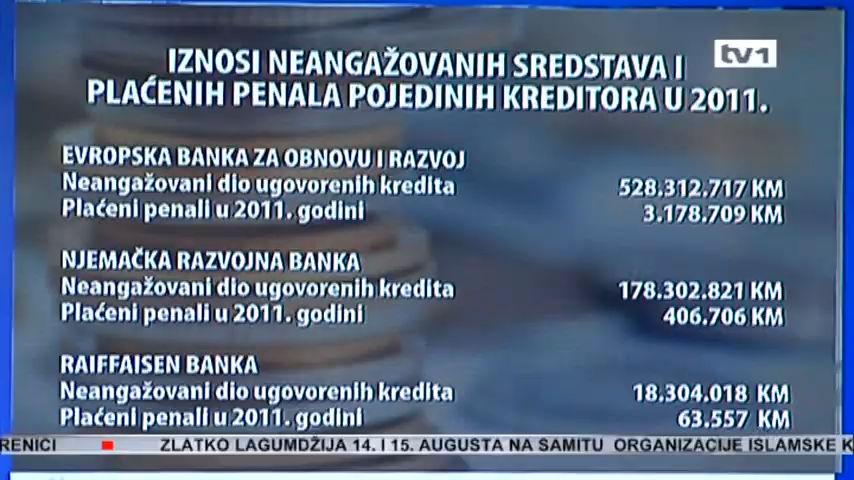 tv1
IZNOSI NEANGAŽOVANIH SREDSTAVA I
PLAĆENIH PENALA POJEDINIH KREDITORA U 2011.
EVROPSKA BANKA ZA OBNOVU I RAZVOJ
Neangažovani dio ugovorenih kredita 528.312.717 KM
Plaćeni penali u 2011. godini 3.178.709 KM
NJEMAČKA RAZVOJNA BANKA
Neangažovani dio ugovorenih kredita 178.302.821 KM
Plaćeni penali u 2011. godini 406.706 KM
RAIFFAISEN BANKA
Neangažovani dio ugovorenih kredita 18.304.018 KM
Plaćeni penali u 2011. godini 63.557 KM
RENICI ZLATKO LAGUMDŽIJA 14. I 15. AUGUSTA NA SAMITU ORGANIZACIJE ISLAMSKE K